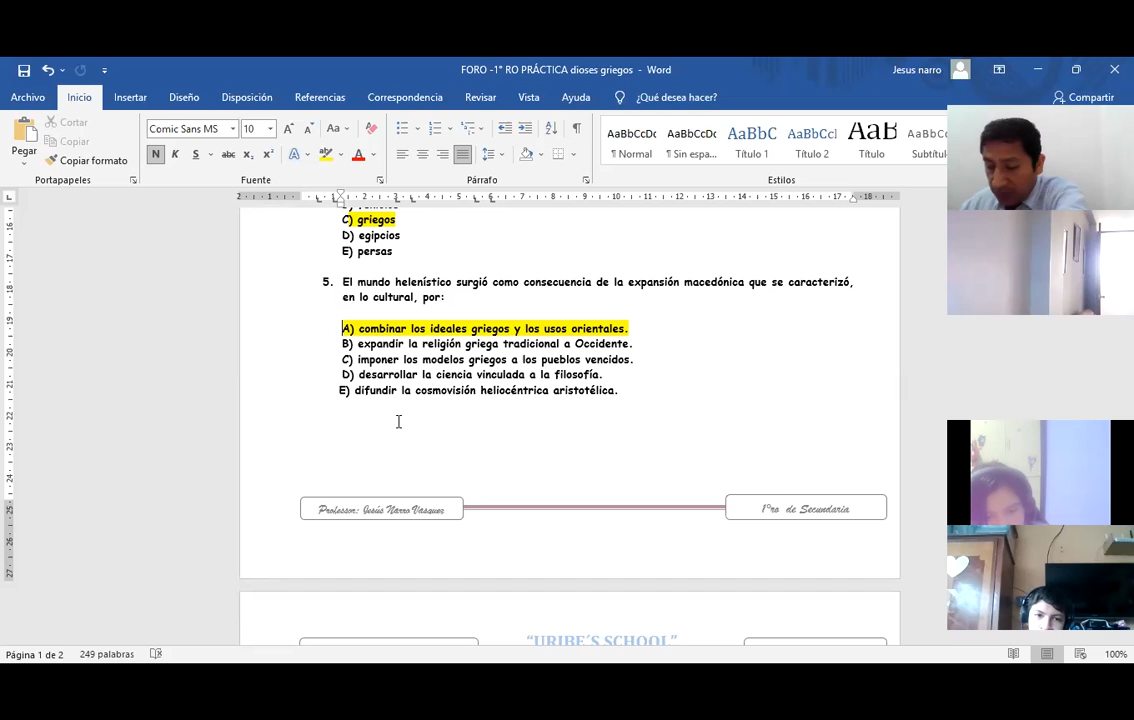 FORO -1° RO PRÁCTICA dioses griegos - Word
Jesus narro
Archivo Inicio Insertar Diseño Disposición Referencias Correspondencia Revisar Vista Ayuda ¿Qué desea hacer? Compartir
Pegar
Cortar
Copiar
Copiar formato
Comic Sans MS 10
N K S abc x₂ x²
AaBbCcDc AaBbCcDc AaBbC AaBbCcI AaB AaBbCcD
¶ Normal ¶ Sin espa... Título 1 Título 2 Título Subtítulo
Portapapeles Fuente Párrafo Estilos
C) griegos
D) egipcios
E) persas
5. El mundo helenístico surgió como consecuencia de la expansión macedónica que se caracterizó,
en lo cultural, por:
A) combinar los ideales griegos y los usos orientales.
B) expandir la religión griega tradicional a Occidente.
C) imponer los modelos griegos a los pueblos vencidos.
D) desarrollar la ciencia vinculada a la filosofía.
E) difundir la cosmovisión heliocéntrica aristotélica.
Professor: Jesús Narro Vasquez
1°ro de Secundaria
“URIBE´S SCHOOL”
Página 1 de 2 249 palabras 100%